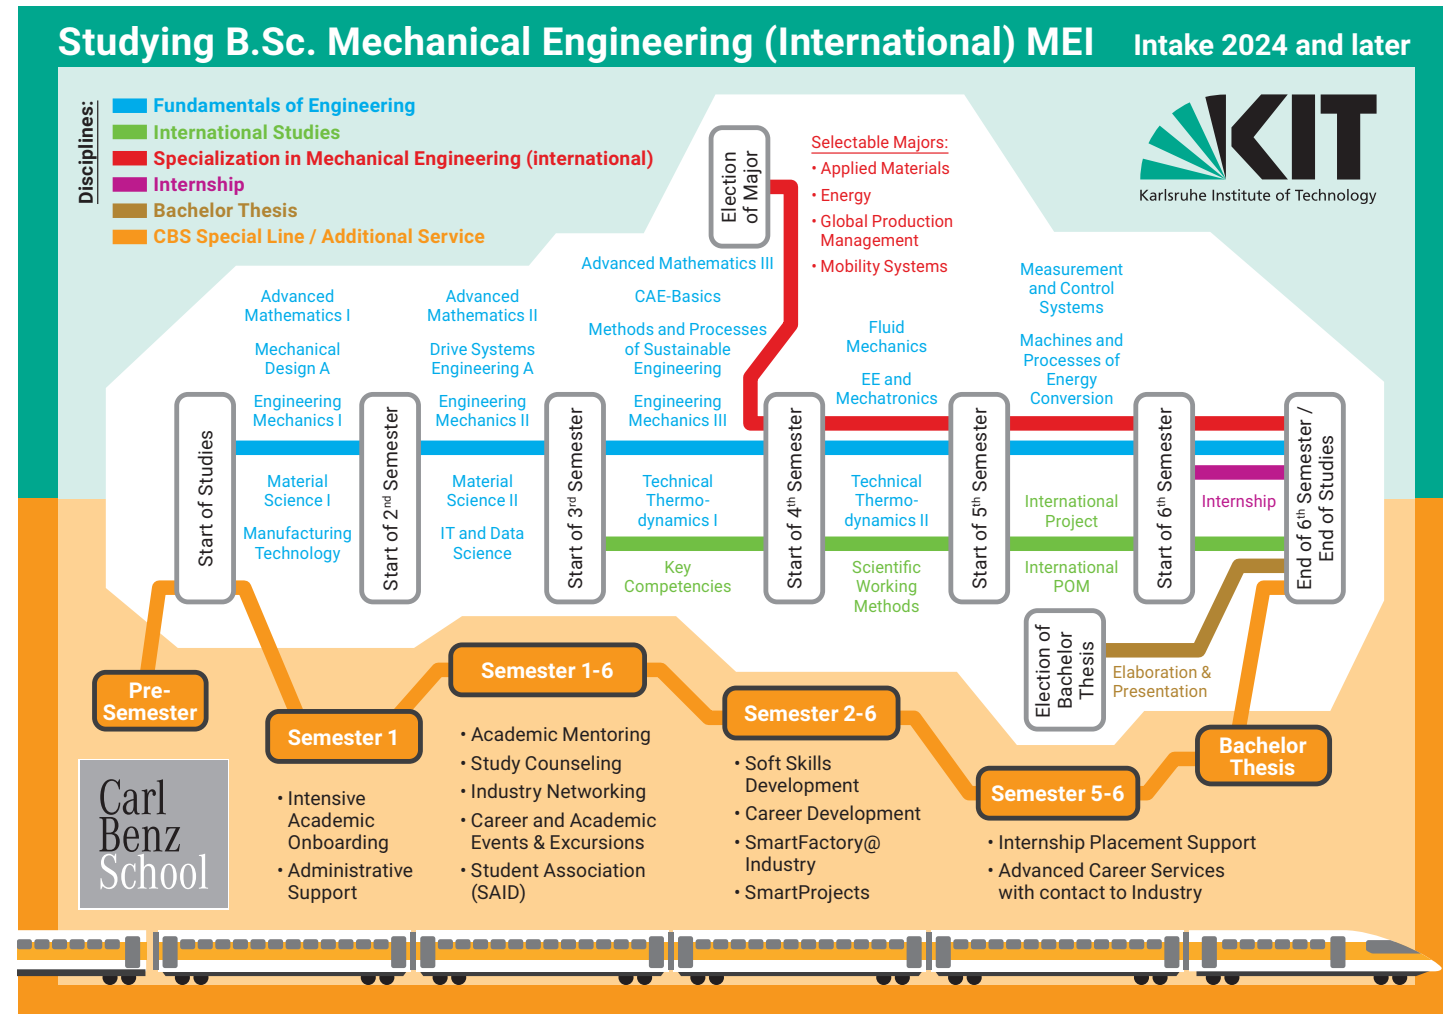 Studying B.Sc. Mechanical Engineering (International) MEI
Intake 2024 and later
Disciplines:
Fundamentals of Engineering
International Studies
Specialization in Mechanical Engineering (international)
Internship
Bachelor Thesis
CBS Special Line / Additional Service
KIT
Karlsruhe Institute of Technology
Election
of Major
Selectable Majors:
• Applied Materials
• Energy
• Global Production
Management
• Mobility Systems
Start of Studies
Advanced
Mathematics I
Mechanical
Design A
Engineering
Mechanics I
Material
Science I
Manufacturing
Technology
Start of 2nd Semester
Advanced
Mathematics II
Drive Systems
Engineering A
Engineering
Mechanics II
Material
Science II
IT and Data
Science
Start of 3rd Semester
Advanced Mathematics III
CAE-Basics
Methods and Processes
of Sustainable
Engineering
Engineering
Mechanics III
Technical
Thermo-
dynamics I
Key
Competencies
Start of 4th Semester
Fluid
Mechanics
EE and
Mechatronics
Technical
Thermo-
dynamics II
Scientific
Working
Methods
Start of 5th Semester
Measurement
and Control
Systems
Machines and
Processes of
Energy
Conversion
International
Project
International
POM
Start of 6th Semester
Internship
End of 6th Semester /
End of Studies
Election of
Bachelor
Thesis
Elaboration &
Presentation
Pre-
Semester
Semester 1
• Intensive
Academic
Onboarding
• Administrative
Support
Semester 1-6
• Academic Mentoring
• Study Counseling
• Industry Networking
• Career and Academic
Events & Excursions
• Student Association
(SAID)
Semester 2-6
• Soft Skills
Development
• Career Development
• SmartFactory@
Industry
• SmartProjects
Semester 5-6
• Internship Placement Support
• Advanced Career Services
with contact to Industry
Bachelor
Thesis
Carl
Benz
School